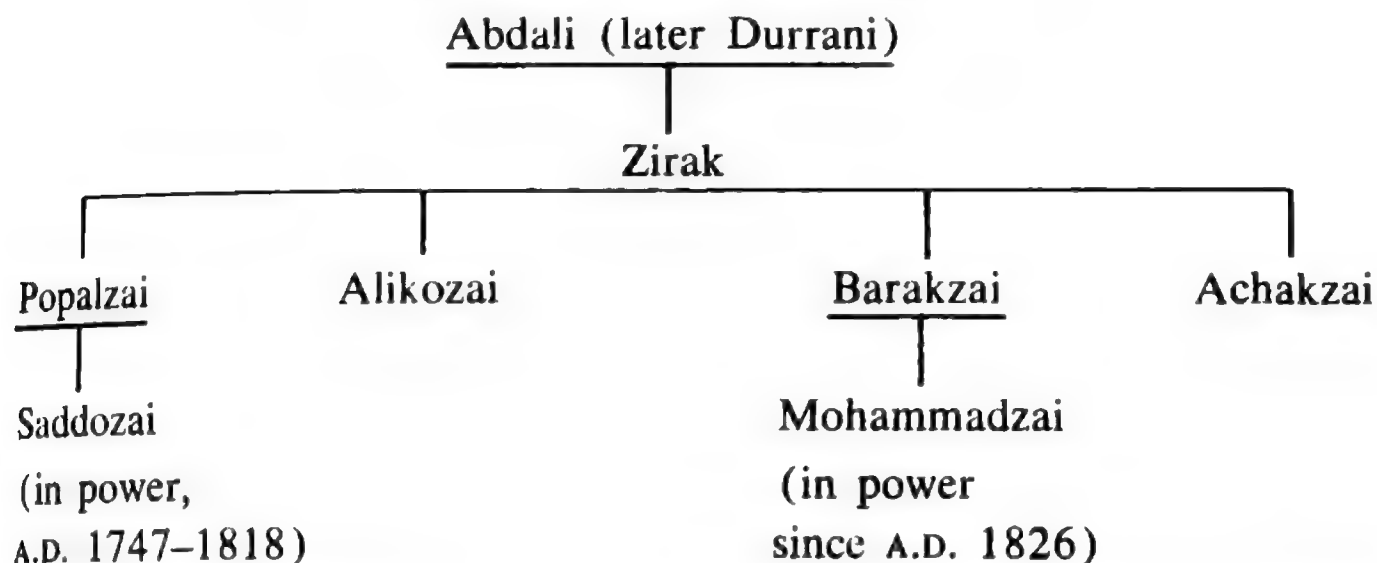 Abdali (later Durrani)
Zirak
Popalzai Alikozai Barakzai Achakzai
Saddozai Mohammadzai
(in power, (in power
A.D. 1747–1818) since A.D. 1826)